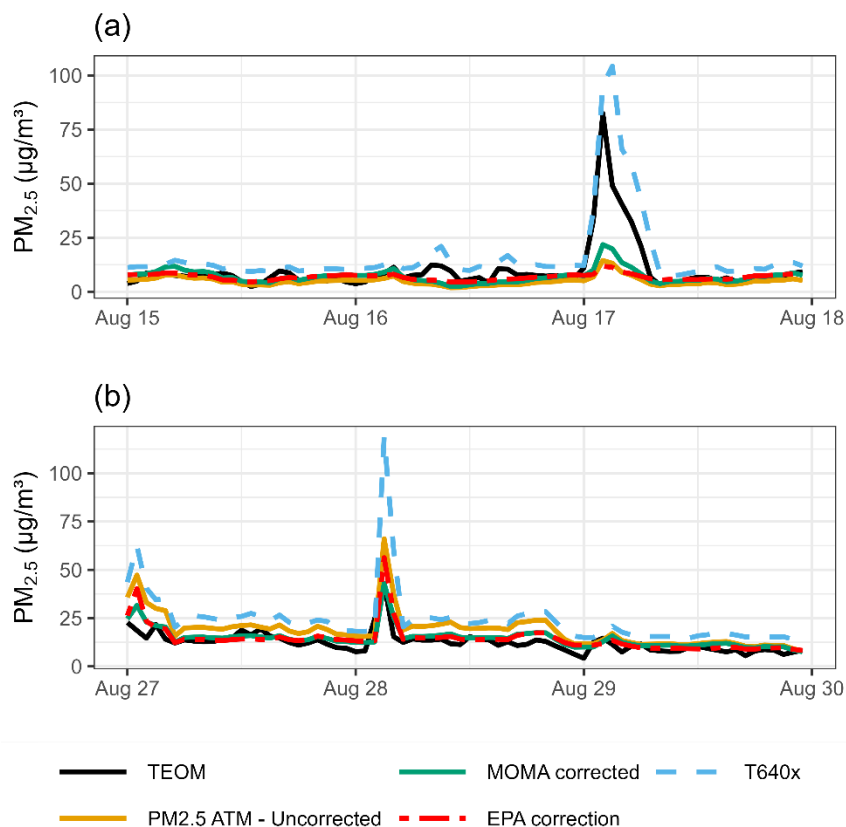 (a)
PM2.5 (µg/m³)
100
75
50
25
0
Aug 15 Aug 16 Aug 17 Aug 18
(b)
PM2.5 (µg/m³)
100
75
50
25
0
Aug 27 Aug 28 Aug 29 Aug 30
TEOM MOMA corrected T640x
PM2.5 ATM - Uncorrected EPA correction